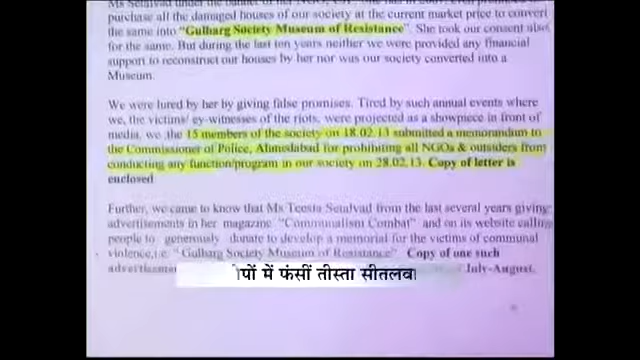 Ms Setalvad under the banner of her NGO, CJP
purchase all the damaged houses of our society at the current market price to convert
the same into "Gulbarg Society Museum of Resistance". She took our consent also
for the same. But during the last ten years neither we were provided any financial
support to reconstruct our houses by her nor was our society converted into a
Museum.
We were lured by her by giving false promises. Tired by such annual events where
we, the victims/ ey-witnesses of the riots, were projected as a showpiece in front of
media, we ,the 15 members of the society on 18.02.13 submitted a memorandum to
the Commissioner of Police, Ahmedabad for prohibiting all NGOs & outsiders from
conducting any function/program in our society on 28.02.13. Copy of letter is
enclosed
Further, we came to know that Ms Teesta Setalvad from the last several years giving
advertisements in her magazine "Communalism Combat" and on its website calling
people to generously donate to develop a memorial for the victims of communal
violence,i.e." Gulbarg Society Museum of Resistance" Copy of one such
advertisement July-August,
पों में फंसीं तीस्ता सीतलवा